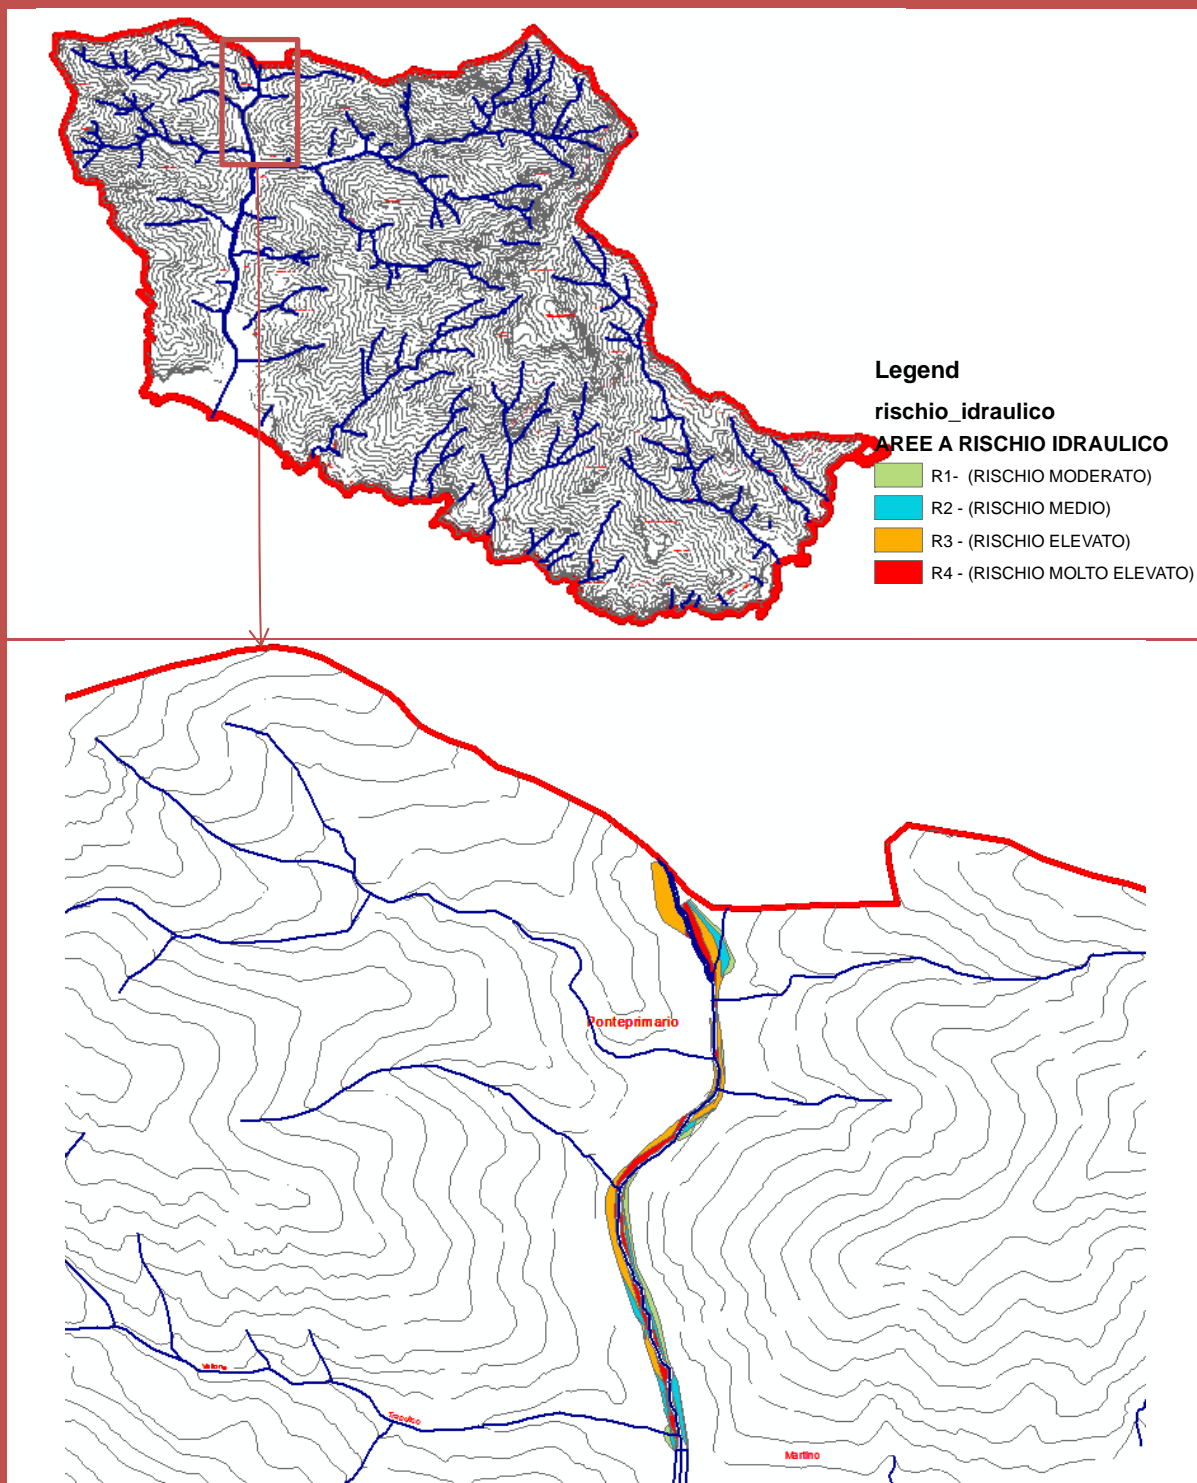 Legend
rischio_idraulico
AREE A RISCHIO IDRAULICO
R1- (RISCHIO MODERATO)
R2 - (RISCHIO MEDIO)
R3 - (RISCHIO ELEVATO)
R4 - (RISCHIO MOLTO ELEVATO)
Ponteprimario
Vallone
Martino